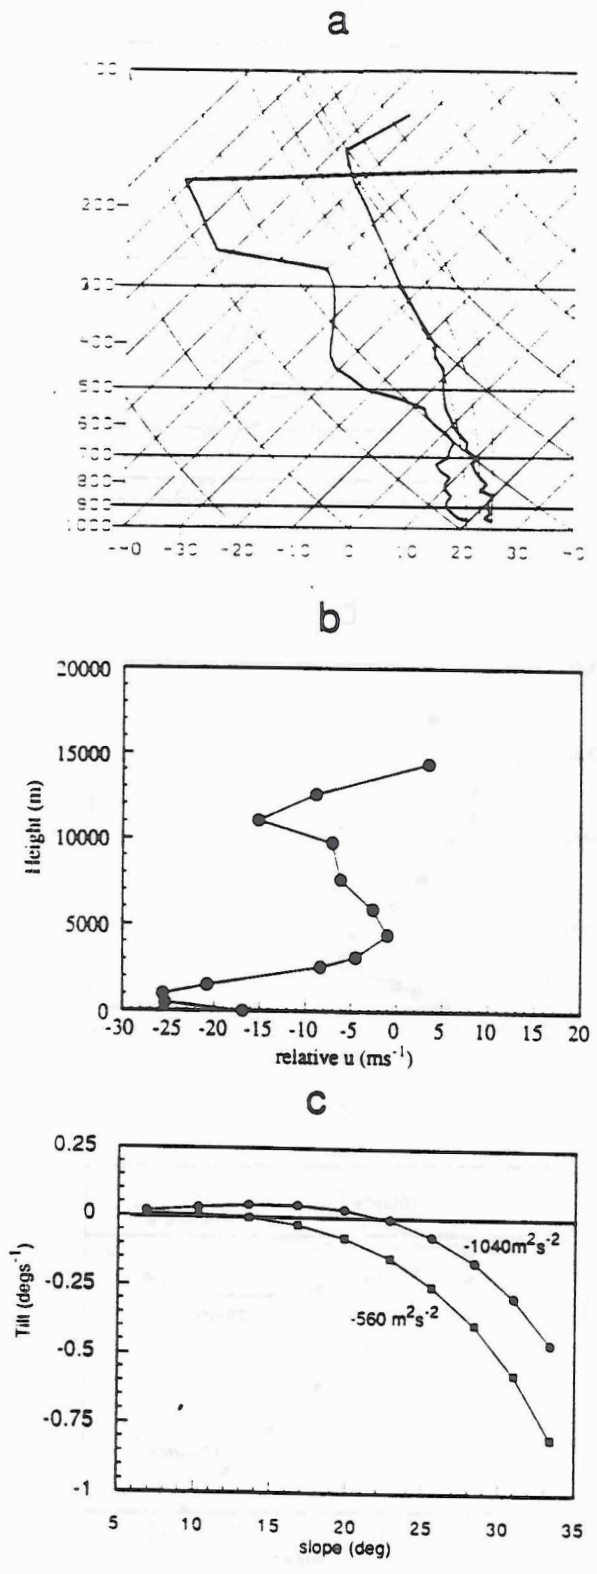 a
200
500
600
700
800
900
1000
-30 -20 -10 0 10 20 30
b
20000
15000
10000
5000
0
Height (m)
-30 -25 -20 -15 -10 -5 0 5 10 15 20
relative u (ms⁻¹)
c
0.25
0
-0.25
-0.5
-0.75
-1
Tilt (degs⁻¹)
-1040m²s⁻²
-560 m²s⁻²
5 10 15 20 25 30 35
slope (deg)